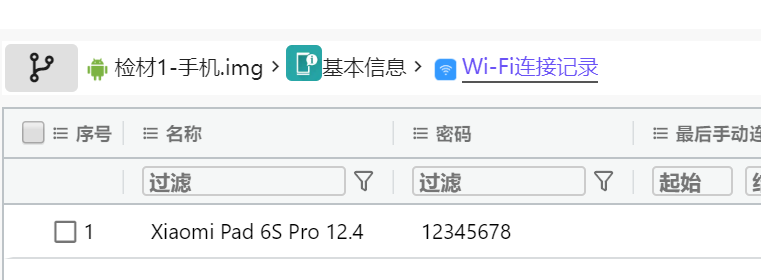 检材1-手机.img > 基本信息 > Wi-Fi连接记录
序号 名称 密码 最后手动连
过滤 过滤 起始
1 Xiaomi Pad 6S Pro 12.4 12345678